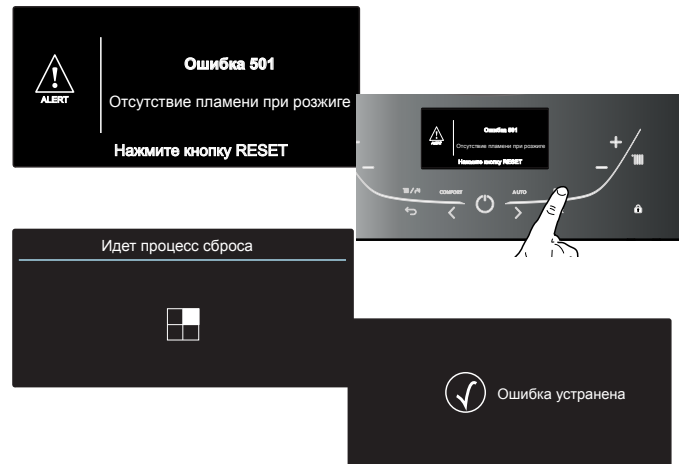 Ошибка 501
ALERT
Отсутствие пламени при розжиге
Нажмите кнопку RESET
Ошибка 501
ALERT
Отсутствие пламени при розжиге
Нажмите кнопку RESET
COMFORT
AUTO
Идет процесс сброса
Ошибка устранена